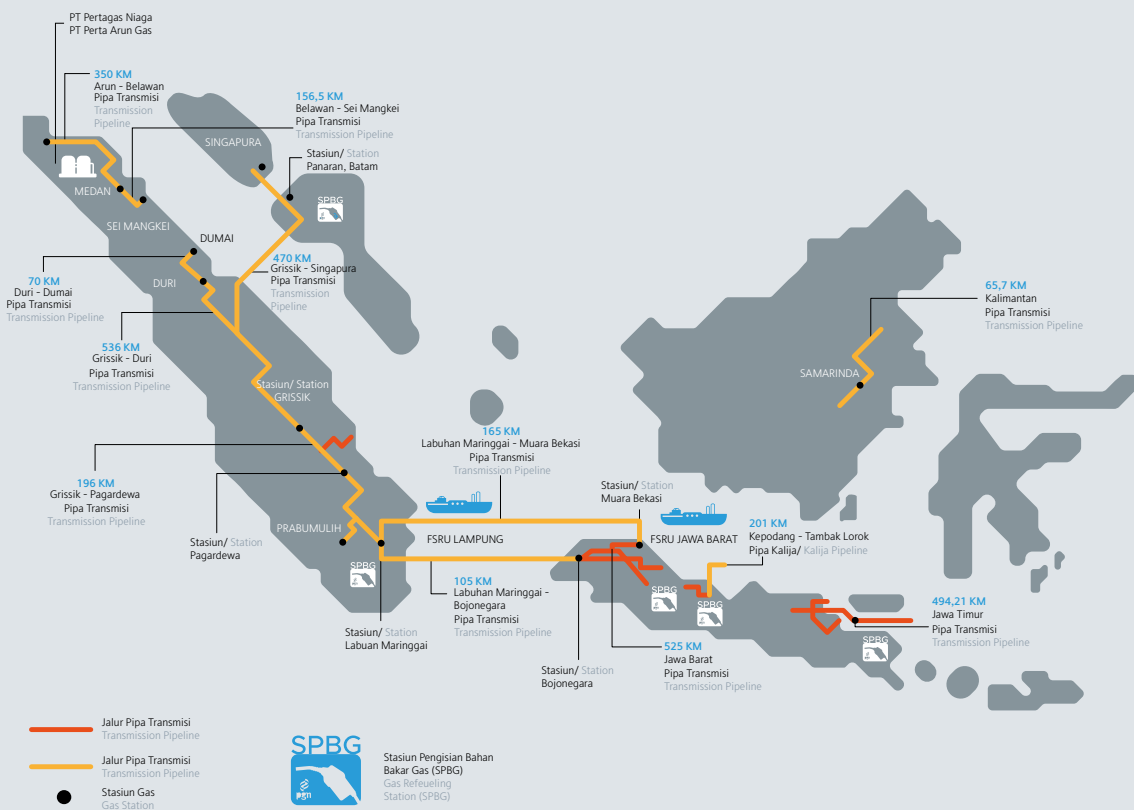 PT Pertagas Niaga
PT Perta Arun Gas
350 KM
Arun - Belawan
Pipa Transmisi
Transmission
Pipeline
156,5 KM
Belawan - Sei Mangkei
Pipa Transmisi
Transmission Pipeline
SINGAPURA
Stasiun/ Station
Panaran, Batam
MEDAN
SEI MANGKEI
SPBG
DUMAI
DURI
70 KM
Duri - Dumai
Pipa Transmisi
Transmission Pipeline
470 KM
Grissik - Singapura
Pipa Transmisi
Transmission
Pipeline
536 KM
Grissik - Duri
Pipa Transmisi
Transmission Pipeline
65,7 KM
Kalimantan
Pipa Transmisi
Transmission Pipeline
SAMARINDA
Stasiun/ Station
GRISSIK
165 KM
Labuhan Maringgai - Muara Bekasi
Pipa Transmisi
Transmission Pipeline
196 KM
Grissik - Pagardewa
Pipa Transmisi
Transmission Pipeline
Stasiun/ Station
Muara Bekasi
Stasiun/ Station
Pagardewa
PRABUMULIH
FSRU LAMPUNG
FSRU JAWA BARAT
201 KM
Kepodang - Tambak Lorok
Pipa Kalija/ Kalija Pipeline
SPBG
105 KM
Labuhan Maringgai -
Bojonegara
Pipa Transmisi
Transmission Pipeline
SPBG
SPBG
494,21 KM
Jawa Timur
Pipa Transmisi
Transmission Pipeline
SPBG
Stasiun/ Station
Labuan Maringgai
Stasiun/ Station
Bojonegara
525 KM
Jawa Barat
Pipa Transmisi
Transmission Pipeline
Jalur Pipa Transmisi
Transmission Pipeline
Jalur Pipa Transmisi
Transmission Pipeline
Stasiun Gas
Gas Station
SPBG
pgn
Stasiun Pengisian Bahan
Bakar Gas (SPBG)
Gas Refueling
Station (SPBG)